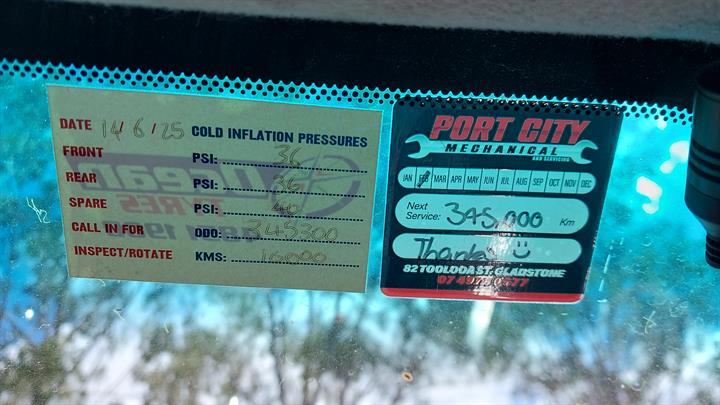 DATE 14/6/25 COLD INFLATION PRESSURES
FRONT PSI: 36
REAR PSI: 36
SPARE PSI: 40
CALL IN FOR ODO: 345300
INSPECT/ROTATE KMS: 10000
TYRES
PORT CITY
MECHANICAL
AND SERVICING
JAN FEB MAR APR MAY JUN JUL AUG SEP OCT NOV DEC
Next
Service: 345,000 Km
Thanks
82 TOOLOOA ST, GLADSTONE